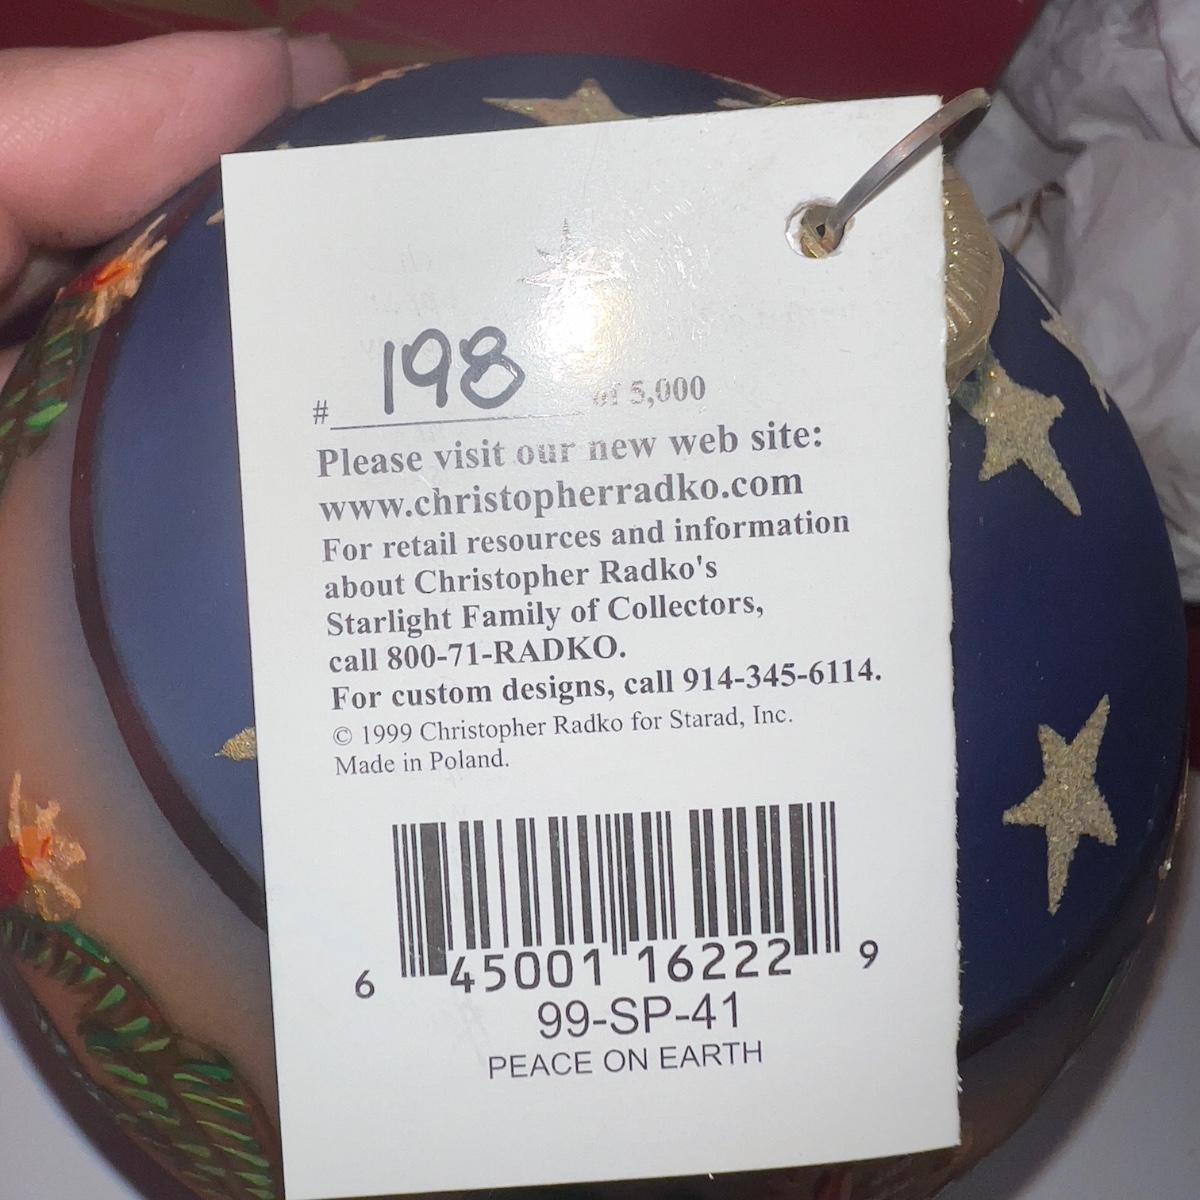 # 198 of 5,000
Please visit our new web site:
www.christopherradko.com
For retail resources and information
about Christopher Radko's
Starlight Family of Collectors,
call 800-71-RADKO.
For custom designs, call 914-345-6114.
© 1999 Christopher Radko for Starad, Inc.
Made in Poland.
6 45001 16222 9
99-SP-41
PEACE ON EARTH